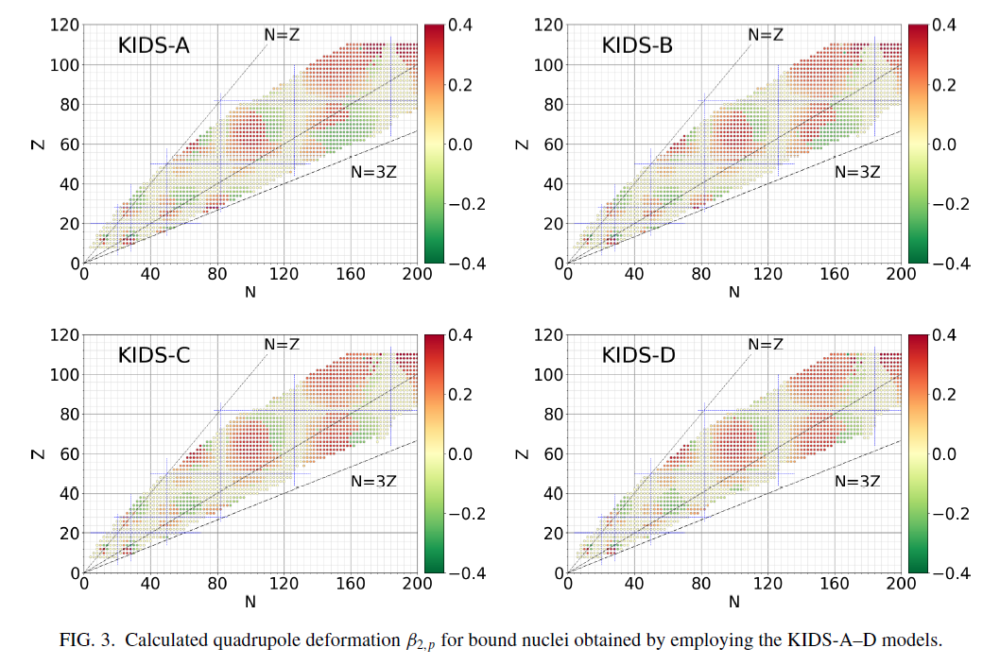 KIDS-A
N=Z
N=3Z
120
100
80
60
40
20
0
Z
0 40 80 120 160 200
N
0.4
0.2
0.0
−0.2
−0.4
KIDS-B
N=Z
N=3Z
120
100
80
60
40
20
0
Z
0 40 80 120 160 200
N
0.4
0.2
0.0
−0.2
−0.4
KIDS-C
N=Z
N=3Z
120
100
80
60
40
20
0
Z
0 40 80 120 160 200
N
0.4
0.2
0.0
−0.2
−0.4
KIDS-D
N=Z
N=3Z
120
100
80
60
40
20
0
Z
0 40 80 120 160 200
N
0.4
0.2
0.0
−0.2
−0.4
FIG. 3. Calculated quadrupole deformation β2,p for bound nuclei obtained by employing the KIDS-A–D models.